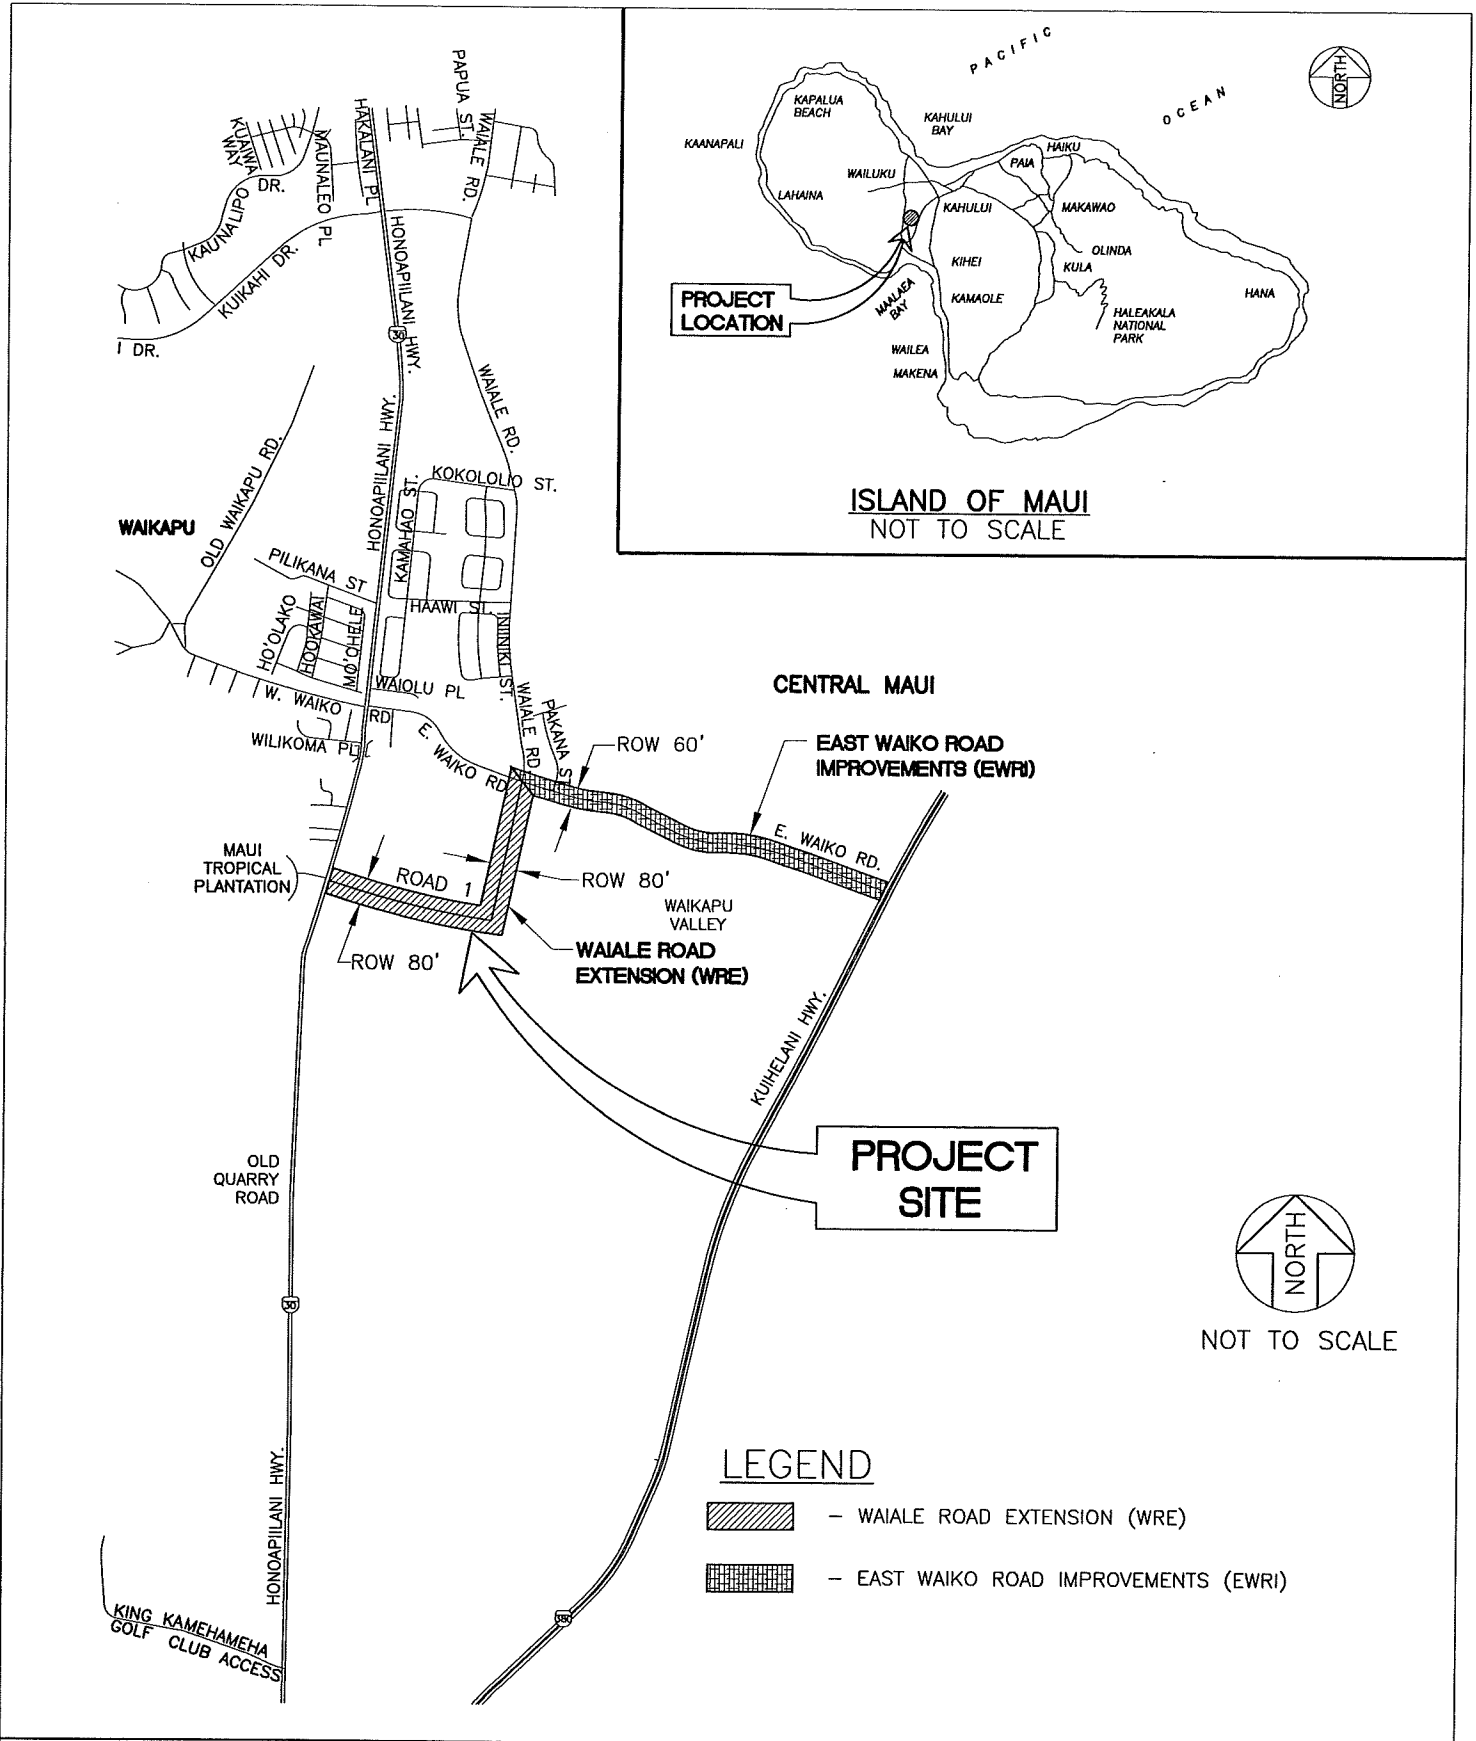 PACIFIC
OCEAN
NORTH
KAPALUA
BEACH
KAHULUI
BAY
KAANAPALI
HAIKU
PAIA
WAILUKU
LAHAINA
KAHULUI
MAKAWAO
OLINDA
KIHEI
KULA
HANA
KAMAOLE
MAALAEA
BAY
HALEAKALA
NATIONAL
PARK
WAILEA
MAKENA
PROJECT
LOCATION
ISLAND OF MAUI
NOT TO SCALE
PAPUA ST.
WAIALE RD.
HAKALANI PL
KUAIWA
WAY
MAUNALEO PL
KAUNALIPO DR.
KUIKAHI DR.
I DR.
HONOAPIILANI HWY.
30
WAIALE RD.
HONOAPIILANI HWY.
OLD WAIKAPU RD.
WAIKAPU
KOKOLOLIO ST.
KAMAHAO ST.
PILIKANA ST
HAAWI ST.
HO'OLAKO
HOOKAWAI
MO'OHELE
INIINIKI ST.
WAIOLU PL
W. WAIKO RD
WILIKOMA PL
E. WAIKO RD
WAIALE RD.
PAKANA ST.
CENTRAL MAUI
ROW 60'
EAST WAIKO ROAD
IMPROVEMENTS (EWRI)
E. WAIKO RD.
MAUI
TROPICAL
PLANTATION
ROAD 1
ROW 80'
WAIKAPU
VALLEY
ROW 80'
WAIALE ROAD
EXTENSION (WRE)
KUIHELANI HWY.
PROJECT
SITE
OLD
QUARRY
ROAD
NORTH
NOT TO SCALE
30
HONOAPIILANI HWY.
LEGEND
- WAIALE ROAD EXTENSION (WRE)
- EAST WAIKO ROAD IMPROVEMENTS (EWRI)
380
KING KAMEHAMEHA
GOLF CLUB ACCESS